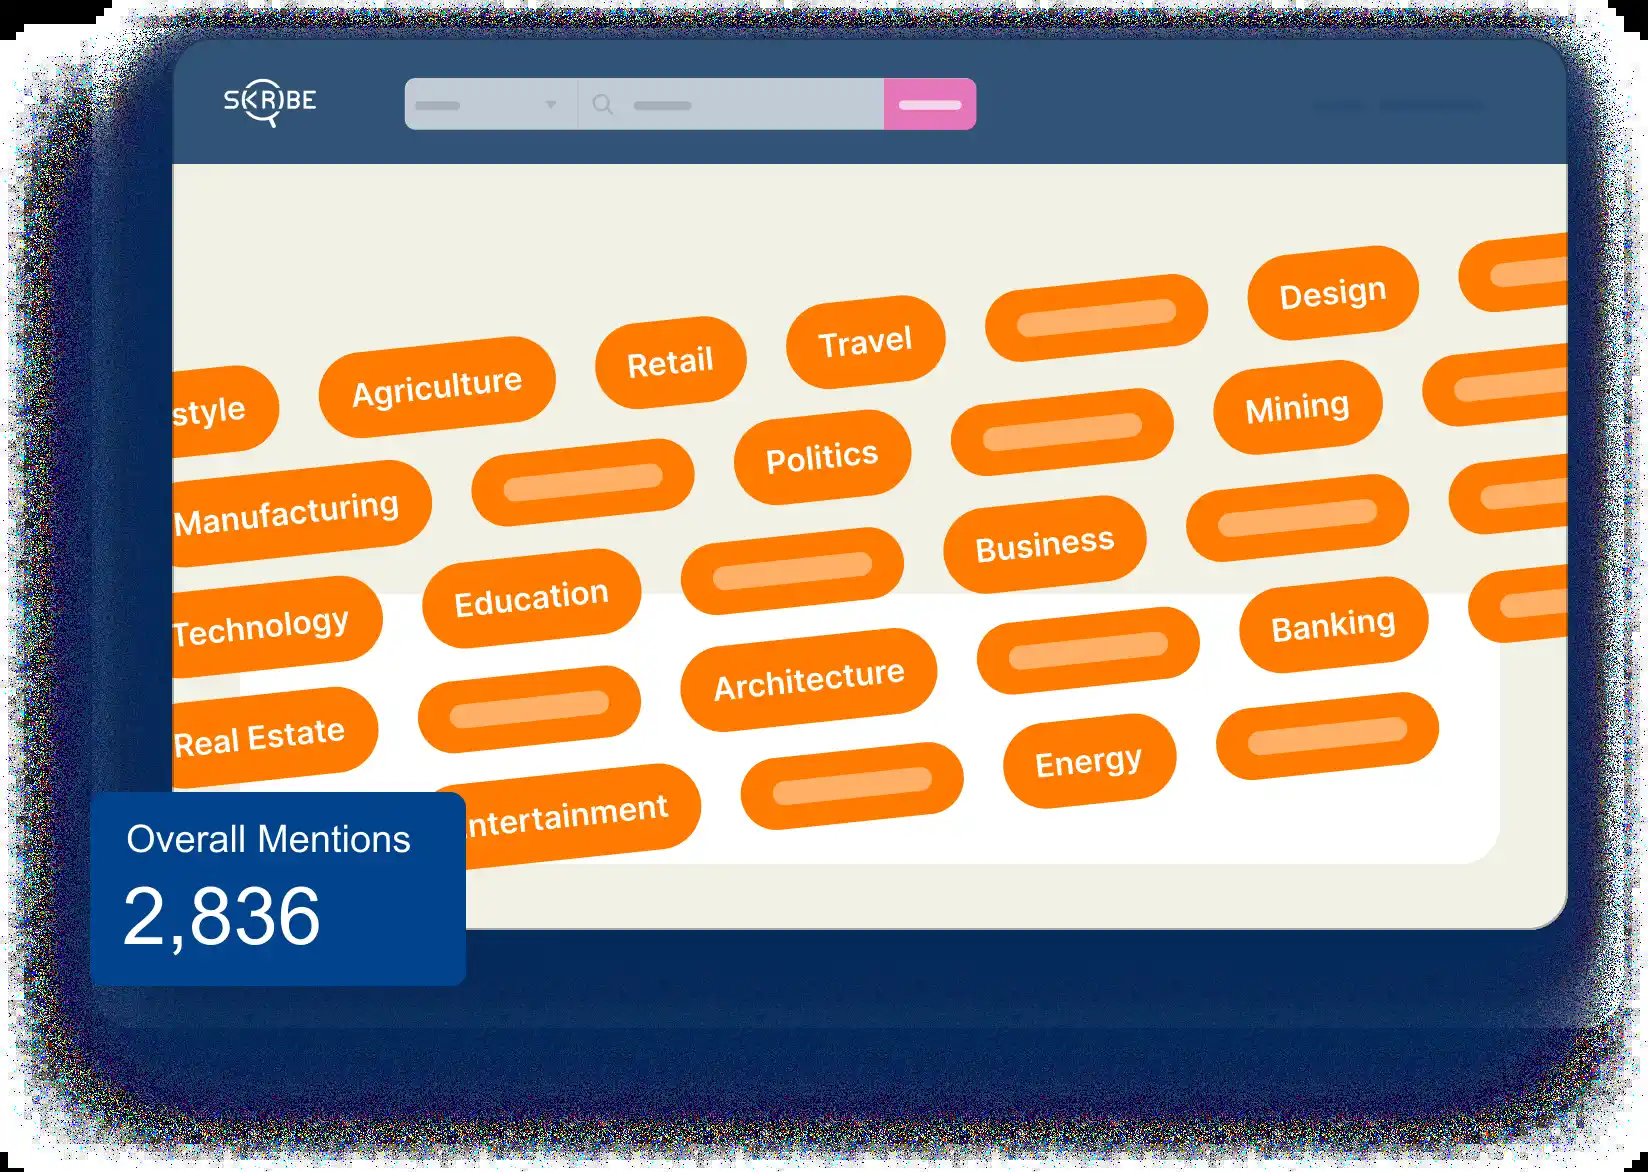 SKRIBE
style
Agriculture
Retail
Travel
Design
Manufacturing
Politics
Mining
Technology
Education
Business
Real Estate
Architecture
Banking
ntertainment
Energy
Overall Mentions
2,836